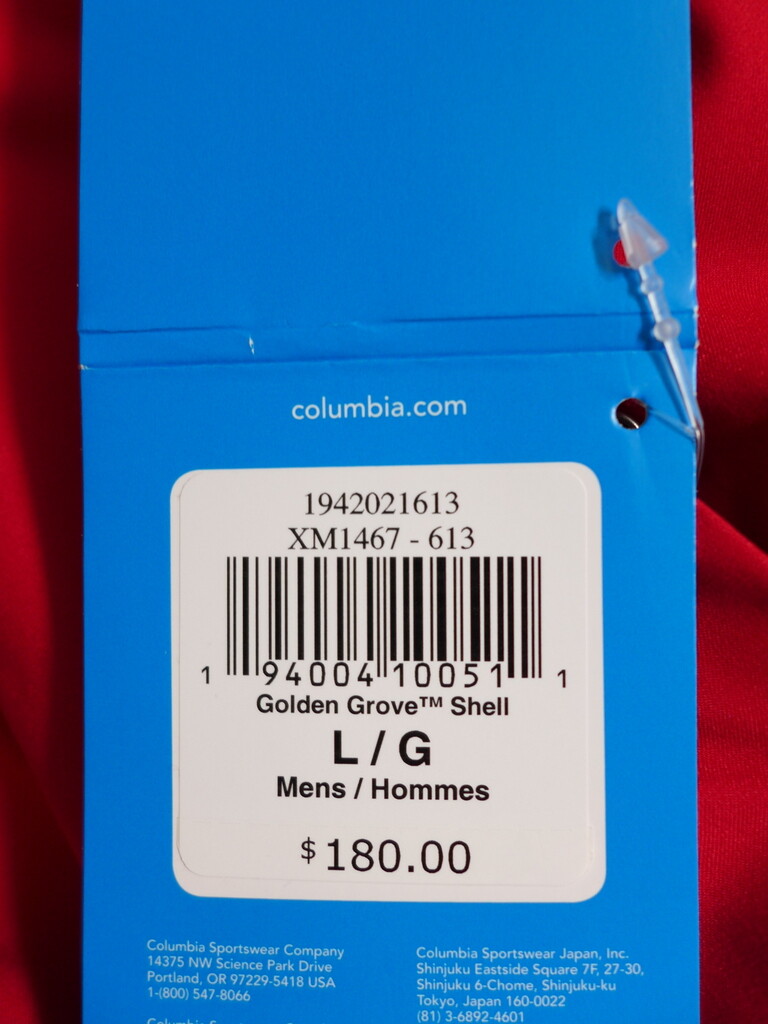 columbia.com
1942021613
XM1467 - 613
1 94004 10051 1
Golden Grove™ Shell
L / G
Mens / Hommes
$180.00
Columbia Sportswear Company
14375 NW Science Park Drive
Portland, OR 97229-5418 USA
1-(800) 547-8066
Columbia Sportswear Japan, Inc.
Shinjuku Eastside Square 7F, 27-30,
Shinjuku 6-Chome, Shinjuku-ku
Tokyo, Japan 160-0022
(81) 3-6892-4601